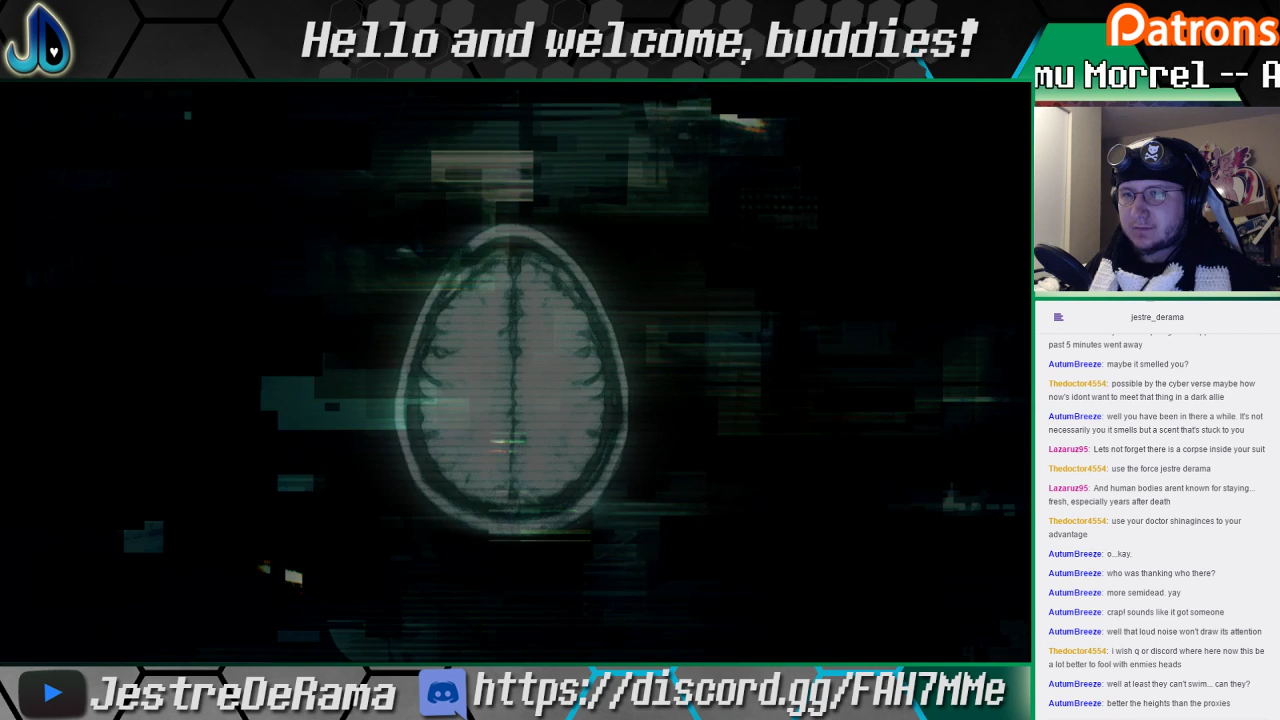 Hello and welcome, buddies!
Patrons
mu Morrel -- A
jestre_derama
past 5 minutes went away
AutumBreeze: maybe it smelled you?
Thedoctor4554: possible by the cyber verse maybe how
now's idont want to meet that thing in a dark allie
AutumBreeze: well you have been in there a while. It's not
necessarily you it smells but a scent that's stuck to you
Lazaruz95: Lets not forget there is a corpse inside your suit
Thedoctor4554: use the force jestre derama
Lazaruz95: And human bodies arent known for staying...
fresh, especially years after death
Thedoctor4554: use your doctor shinaginces to your
advantage
AutumBreeze: o...kay.
AutumBreeze: who was thanking who there?
AutumBreeze: more semidead. yay
AutumBreeze: crap! sounds like it got someone
AutumBreeze: well that loud noise won't draw its attention
Thedoctor4554: i wish q or discord where here now this be
a lot better to fool with enmies heads
AutumBreeze: well at least they can't swim... can they?
AutumBreeze: better the heights than the proxies
JD
JestreDeRama
https://discord.gg/FAH7MMe